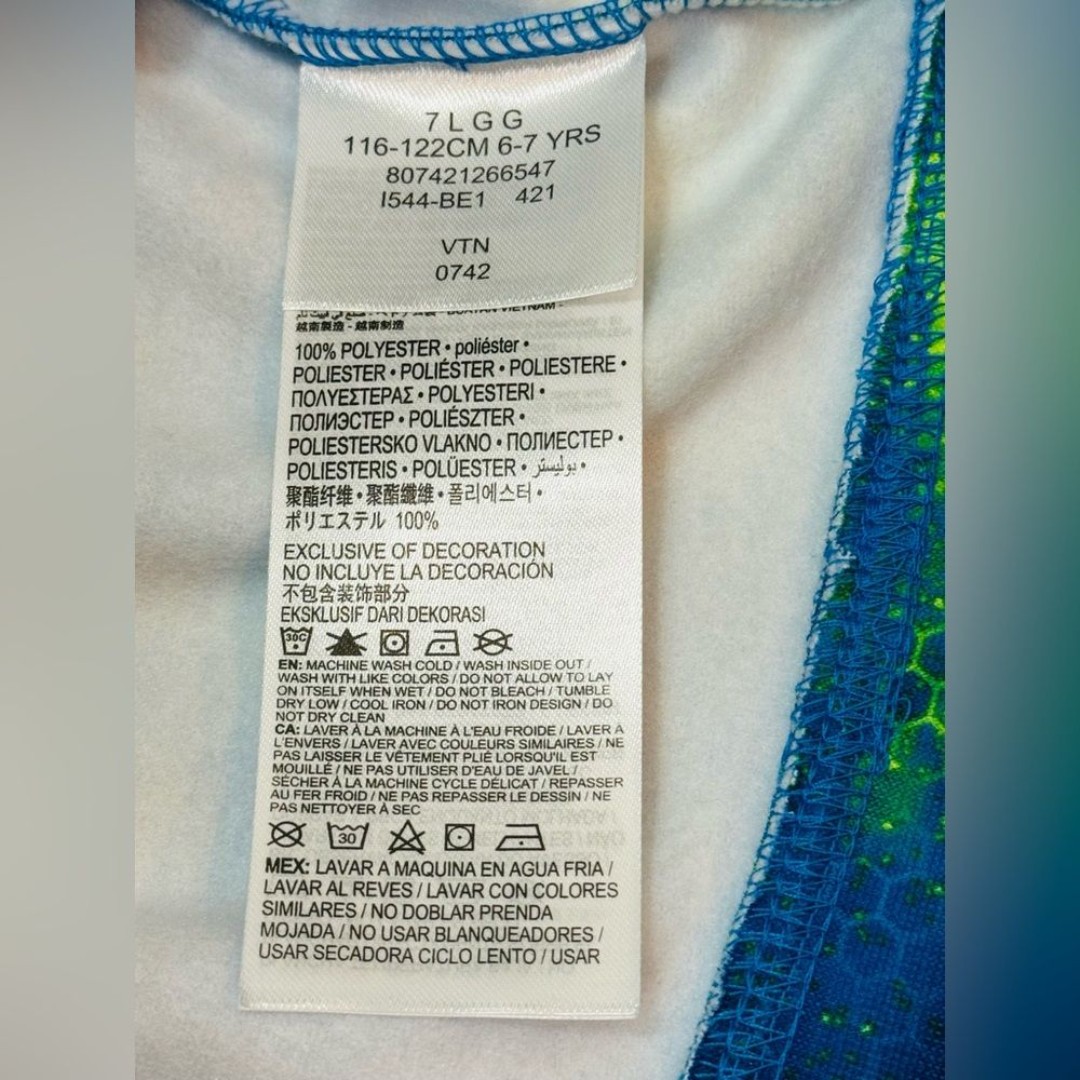 7 L G G
116-122CM 6-7 YRS
807421266547
I544-BE1 421
VTN
0742
越南製造 - 越南制造
100% POLYESTER • poliéster •
POLIESTER • POLIÉSTER • POLIESTERE •
ΠΟΛΥΕΣΤΕΡΑΣ • POLYESTERI •
ПОЛИЭСТЕР • POLIÉSZTER •
POLIESTERSKO VLAKNO • ПОЛИЕСТЕР •
POLIESTERIS • POLÜESTER • بوليستر •
聚酯纤维 • 聚酯纖維 • 폴리에스터 •
ポリエステル 100%
EXCLUSIVE OF DECORATION
NO INCLUYE LA DECORACIÓN
不包含装饰部分
EKSKLUSIF DARI DEKORASI
30C
EN: MACHINE WASH COLD / WASH INSIDE OUT /
WASH WITH LIKE COLORS / DO NOT ALLOW TO LAY
ON ITSELF WHEN WET / DO NOT BLEACH / TUMBLE
DRY LOW / COOL IRON / DO NOT IRON DESIGN / DO
NOT DRY CLEAN
CA: LAVER À LA MACHINE À L'EAU FROIDE / LAVER À
L'ENVERS / LAVER AVEC COULEURS SIMILAIRES / NE
PAS LAISSER LE VÊTEMENT PLIÉ LORSQU'IL EST
MOUILLÉ / NE PAS UTILISER D'EAU DE JAVEL /
SÉCHER À LA MACHINE CYCLE DÉLICAT / REPASSER
AU FER FROID / NE PAS REPASSER LE DESSIN / NE
PAS NETTOYER À SEC
30
MEX: LAVAR A MAQUINA EN AGUA FRIA /
LAVAR AL REVES / LAVAR CON COLORES
SIMILARES / NO DOBLAR PRENDA
MOJADA / NO USAR BLANQUEADORES /
USAR SECADORA CICLO LENTO / USAR